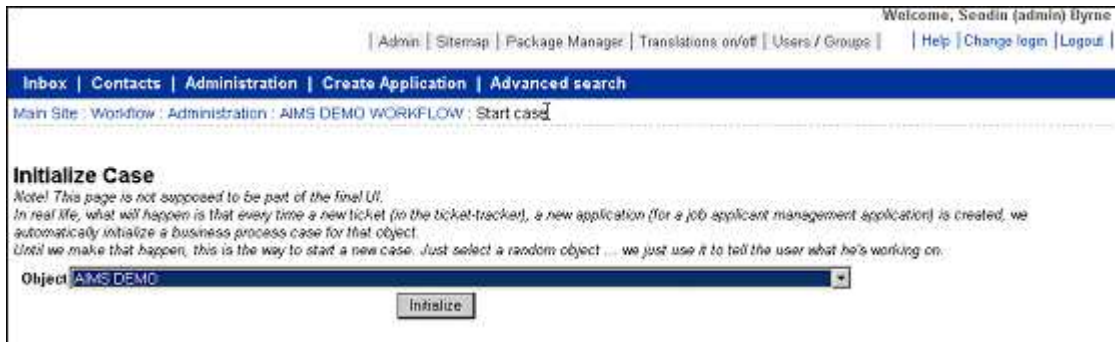 Welcome, Seodin (admin) Byrne
| Admin | Sitemap | Package Manager | Translations on/off | Users / Groups | | Help | Change login | Logout |
Inbox | Contacts | Administration | Create Application | Advanced search
Main Site : Workflow : Administration : AIMS DEMO WORKFLOW : Start case
Initialize Case
Note! This page is not supposed to be part of the final UI.
In real life, what will happen is that every time a new ticket (in the ticket-tracker), a new application (for a job applicant management application) is created, we
automatically initialize a business process case for that object.
Until we make that happen, this is the way to start a new case. Just select a random object ... we just use it to tell the user what he's working on.
Object AIMS DEMO
Initialize